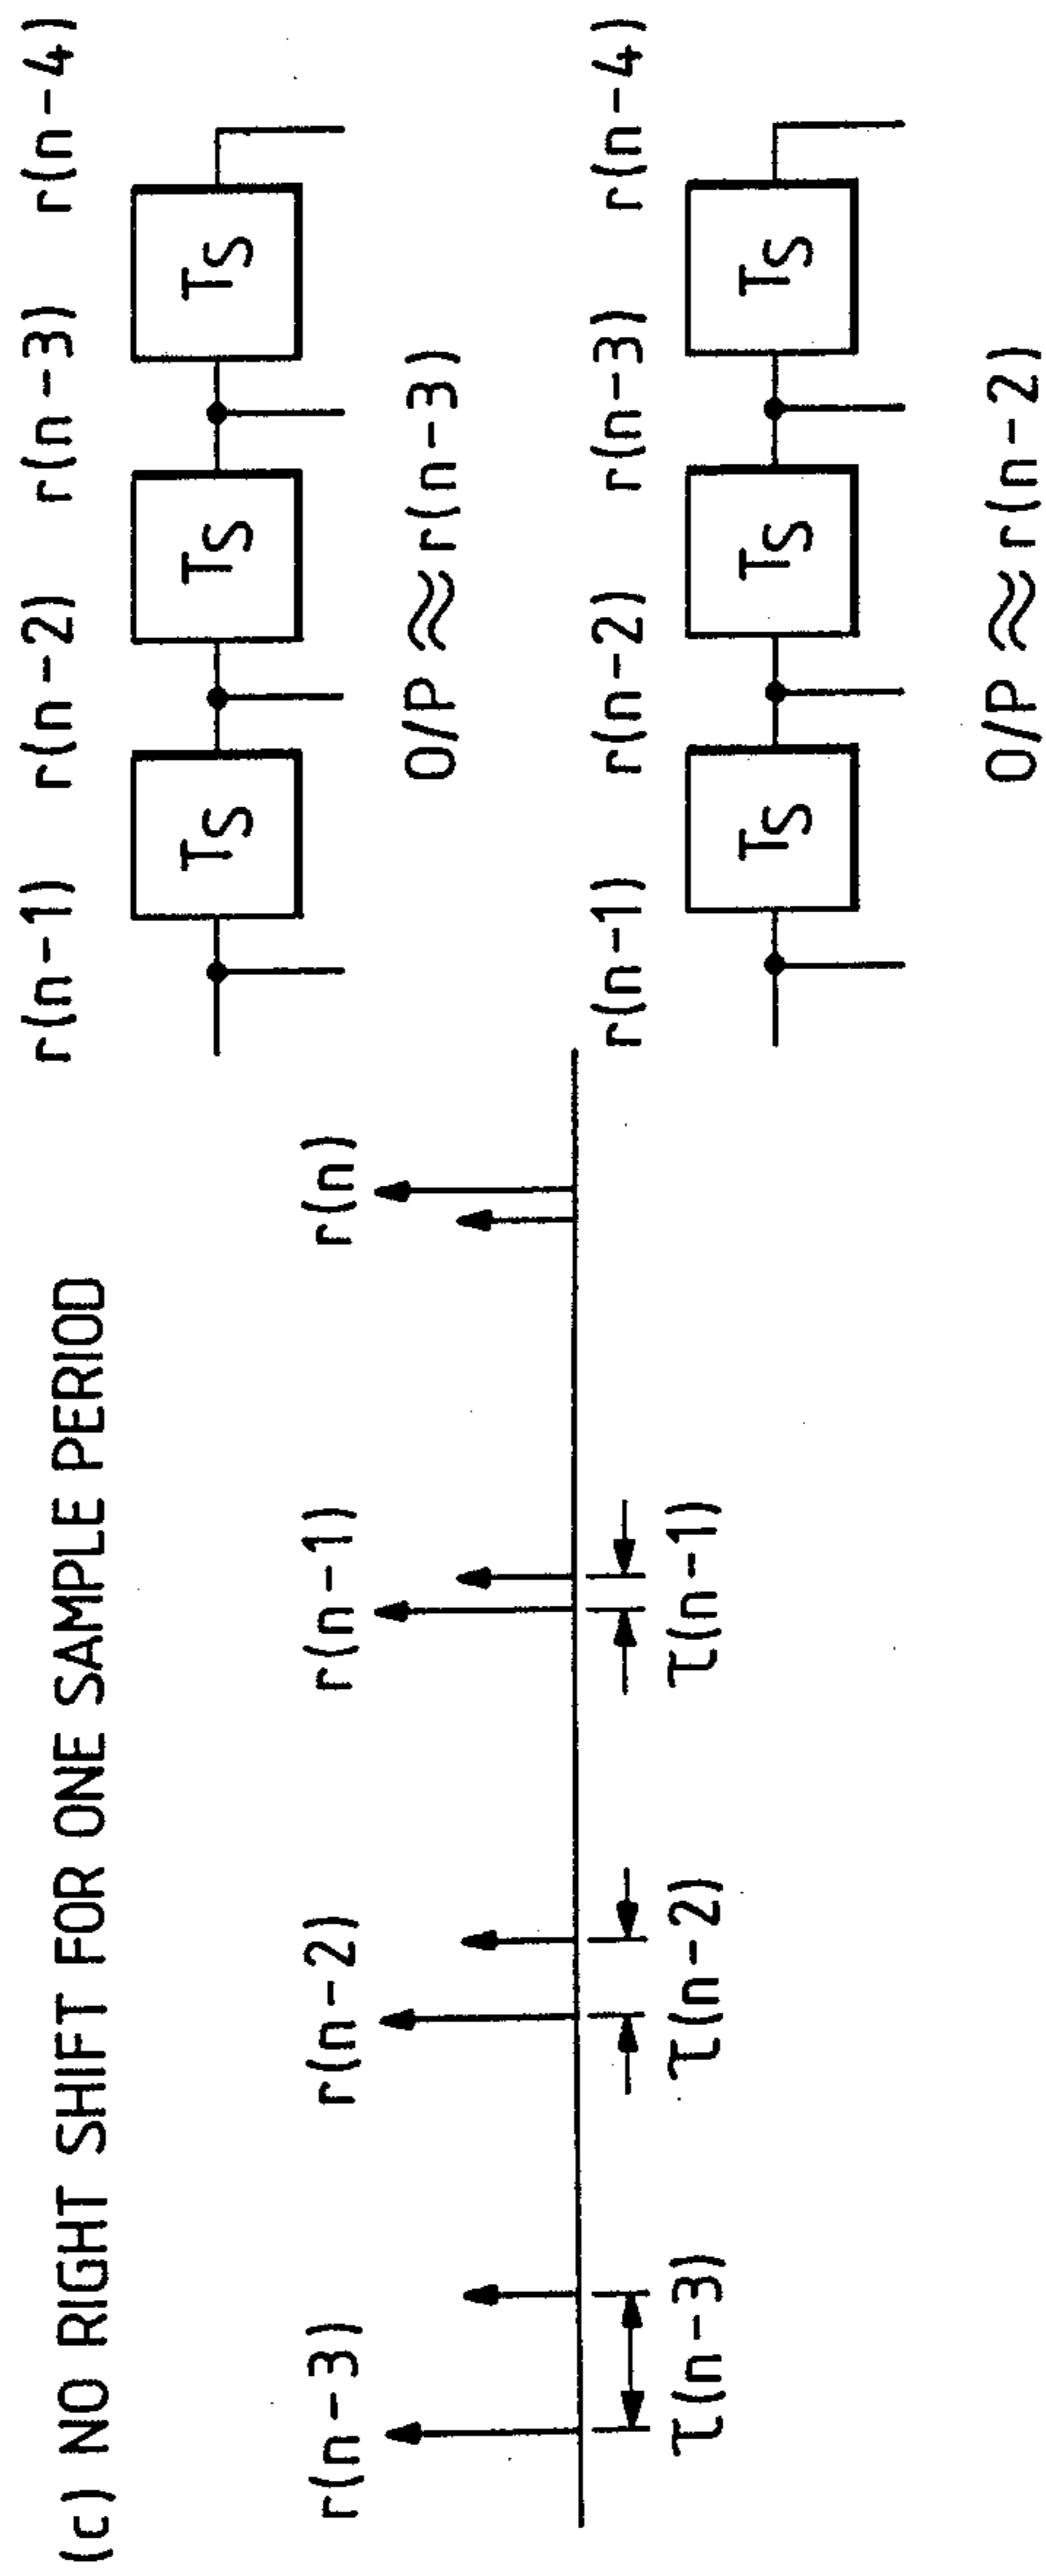 (c) NO RIGHT SHIFT FOR ONE SAMPLE PERIOD
r(n-3) r(n-2) r(n-1) r(n)
τ(n-3) τ(n-2) τ(n-1)
r(n-1) r(n-2) r(n-3) r(n-4)
TS TS TS
O/P ≈ r(n-3)
r(n-1) r(n-2) r(n-3) r(n-4)
TS TS TS
O/P ≈ r(n-2)